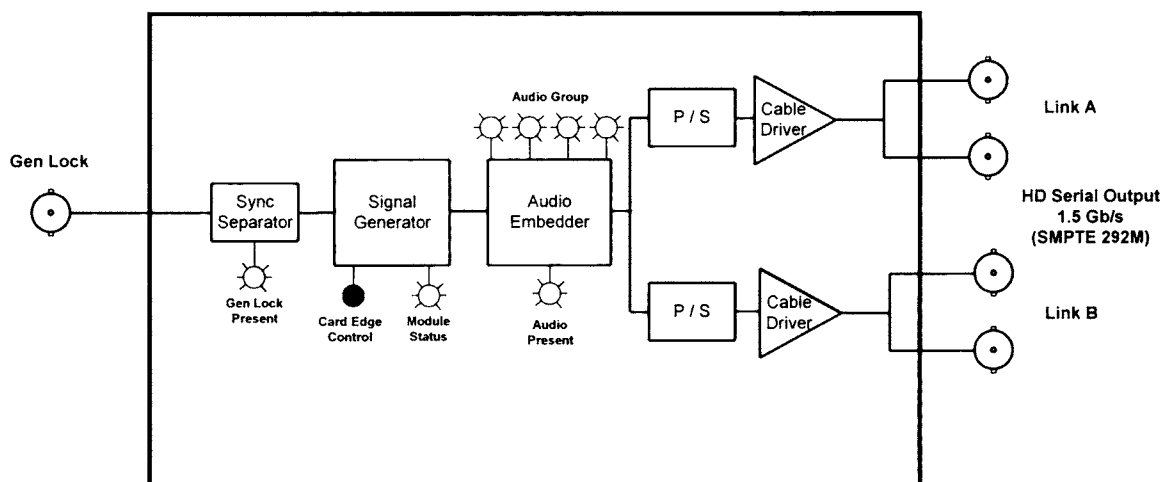 Gen Lock
Sync
Separator
Gen Lock
Present
Signal
Generator
Card Edge
Control
Module
Status
Audio Group
Audio
Embedder
Audio
Present
P / S
Cable
Driver
P / S
Cable
Driver
Link A
HD Serial Output
1.5 Gb/s
(SMPTE 292M)
Link B